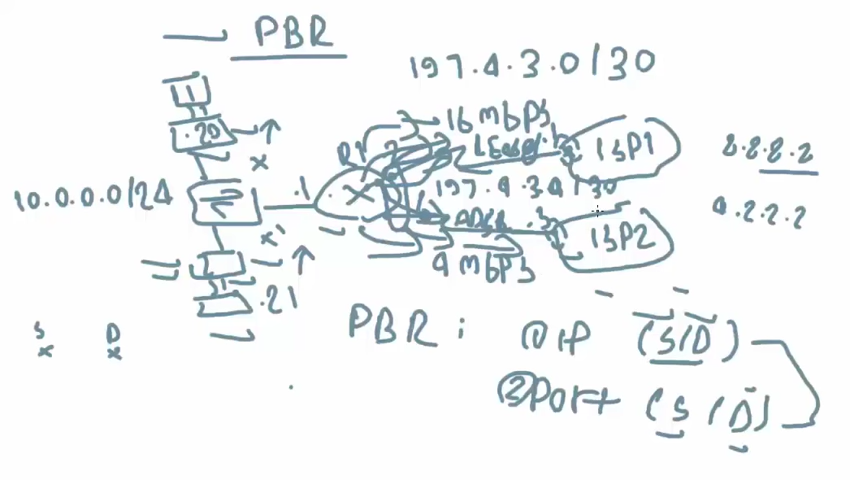 PBR
197.4.3.0/30
.20
16 mbps
R1
ISP1
8.8.8.2
x
197.4.3.4/30
10.0.0.0/24
.1
4.2.2.2
ADSL .3
ISP2
x
4 mbps
.21
S D
x x
PBR : ① IP (S/D)
② Port (S/D)